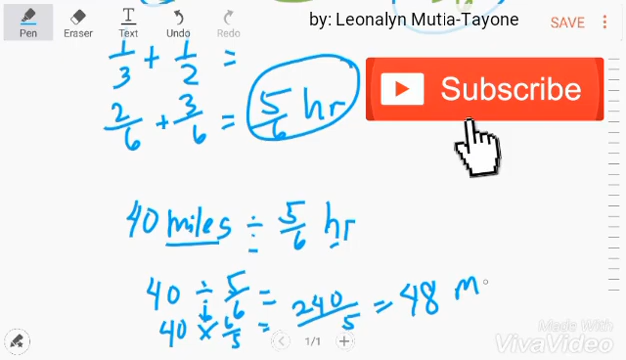 by: Leonalyn Mutia-Tayone
SAVE
Pen
Eraser
Text
Undo
Redo
1/3 + 1/2 =
2/6 + 3/6 = 5/6 hr
Subscribe
40 miles ÷ 5/6 hr
40 ÷ 5/6 =
40 × 6/5 = 240/5 = 48 m
1/1
Made With
VivaVideo